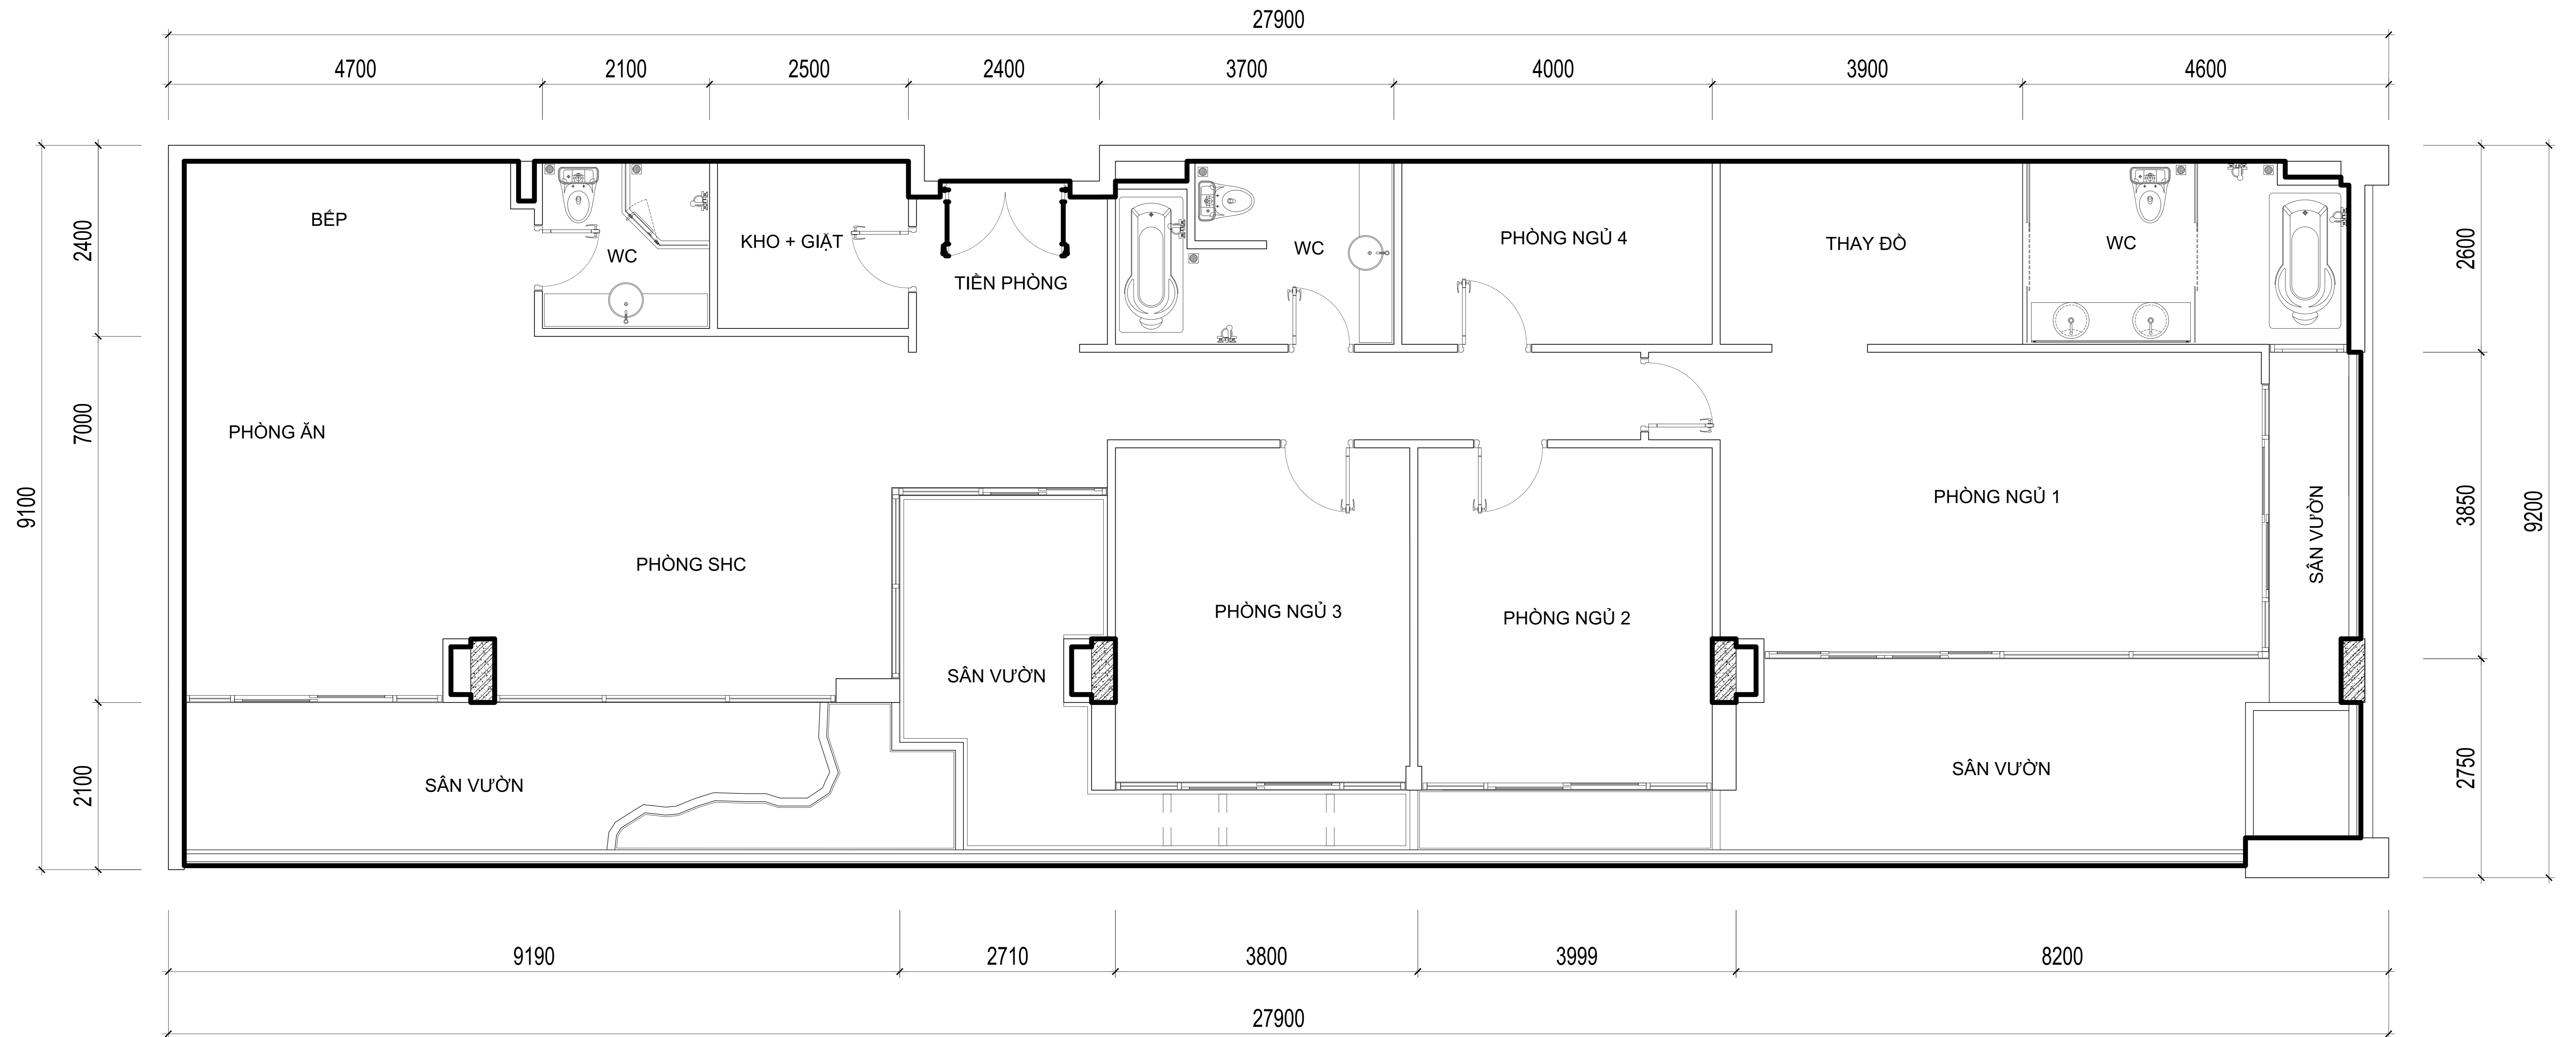 27900
4700 2100 2500 2400 3700 4000 3900 4600
BẾP
WC
KHO + GIẶT
TIỀN PHÒNG
WC
PHÒNG NGỦ 4
THAY ĐỒ
WC
2400
2600
PHÒNG ĂN
7000
9100
PHÒNG SHC
PHÒNG NGỦ 3
PHÒNG NGỦ 2
PHÒNG NGỦ 1
SÂN VƯỜN
3850
9200
SÂN VƯỜN
SÂN VƯỜN
SÂN VƯỜN
2100
2750
9190 2710 3800 3999 8200
27900